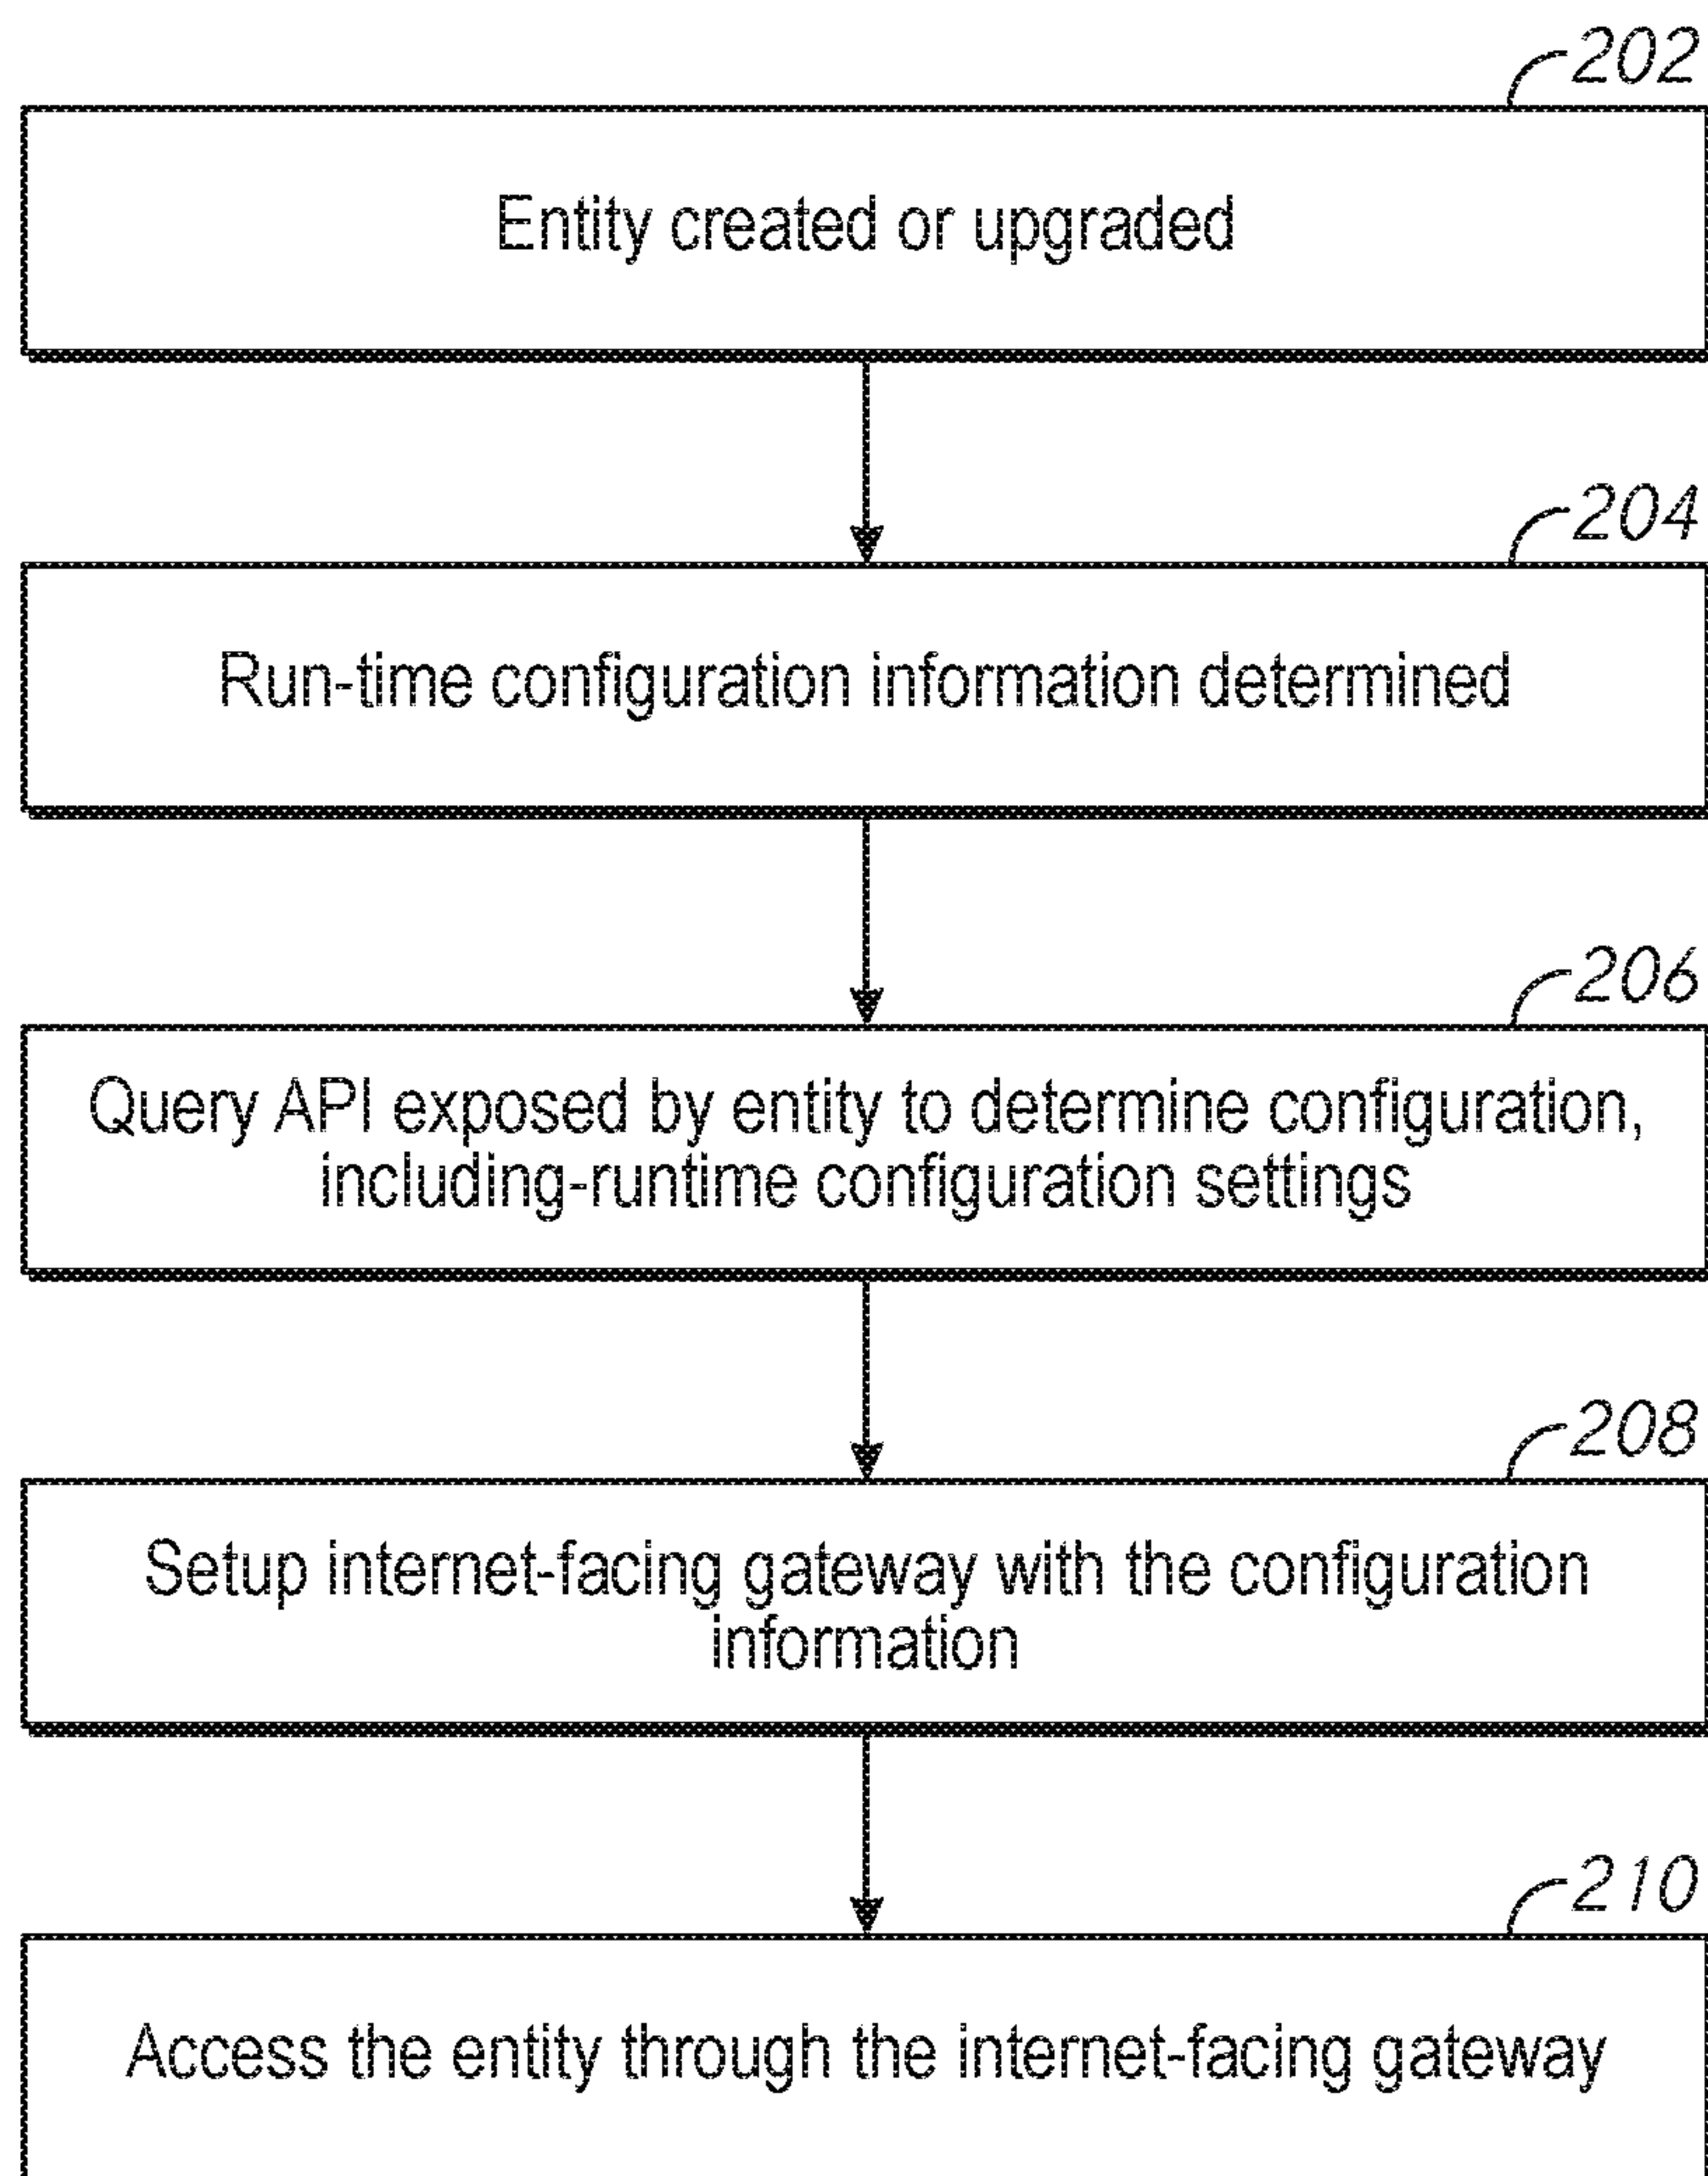 202
Entity created or upgraded
204
Run-time configuration information determined
206
Query API exposed by entity to determine configuration,
including-runtime configuration settings
208
Setup internet-facing gateway with the configuration
information
210
Access the entity through the internet-facing gateway